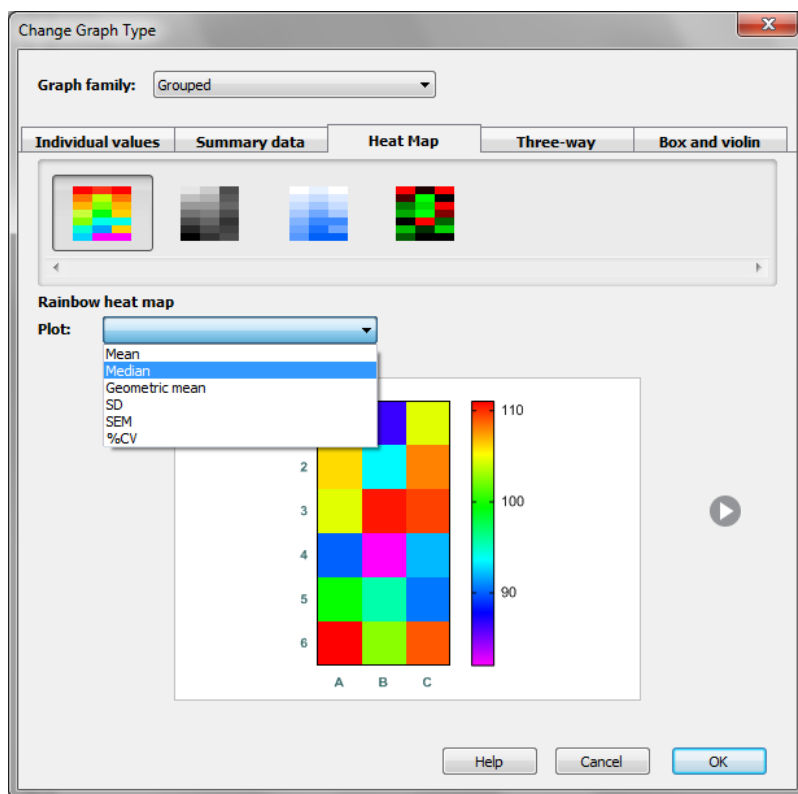 Change Graph Type
Graph family: Grouped
Individual values Summary data Heat Map Three-way Box and violin
Rainbow heat map
Plot:
Mean
Median
Geometric mean
SD
SEM
%CV
110
2
3
100
4
5
90
6
A B C
Help Cancel OK